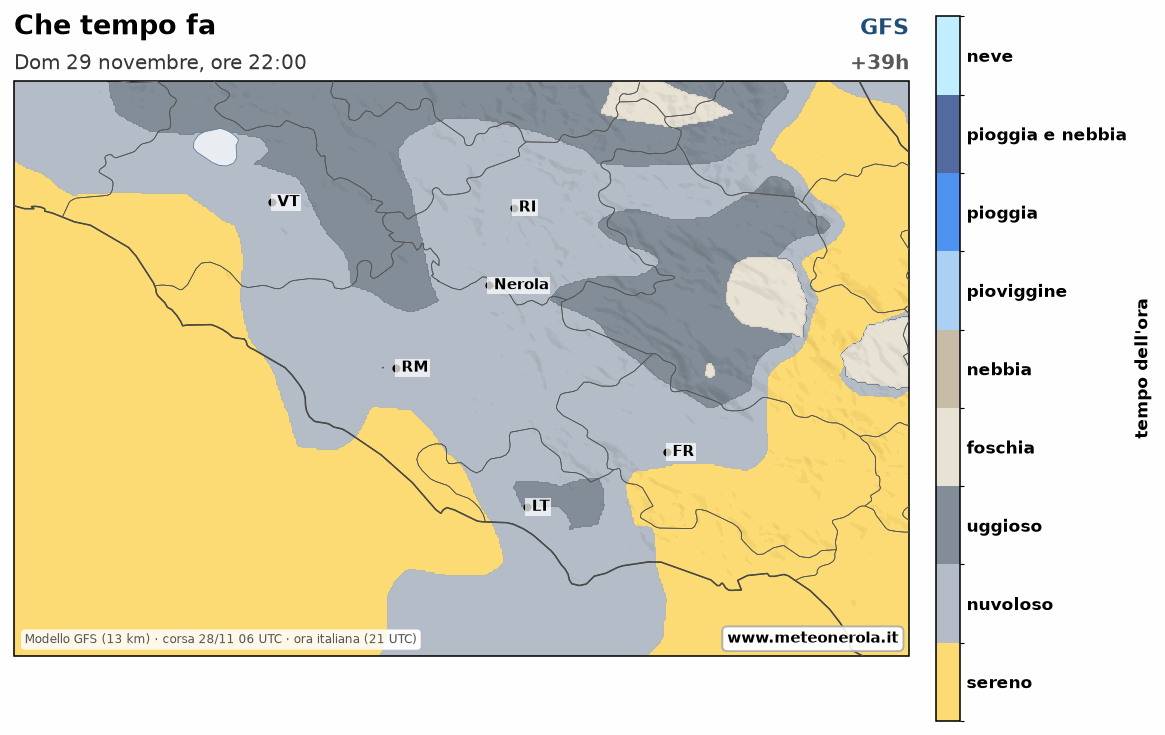 Che tempo fa
GFS
Dom 29 novembre, ore 22:00
+39h
neve
pioggia e nebbia
pioggia
pioviggine
nebbia
foschia
uggioso
nuvoloso
sereno
tempo dell'ora
VT
RI
Nerola
RM
FR
LT
Modello GFS (13 km) · corsa 28/11 06 UTC · ora italiana (21 UTC)
www.meteonerola.it